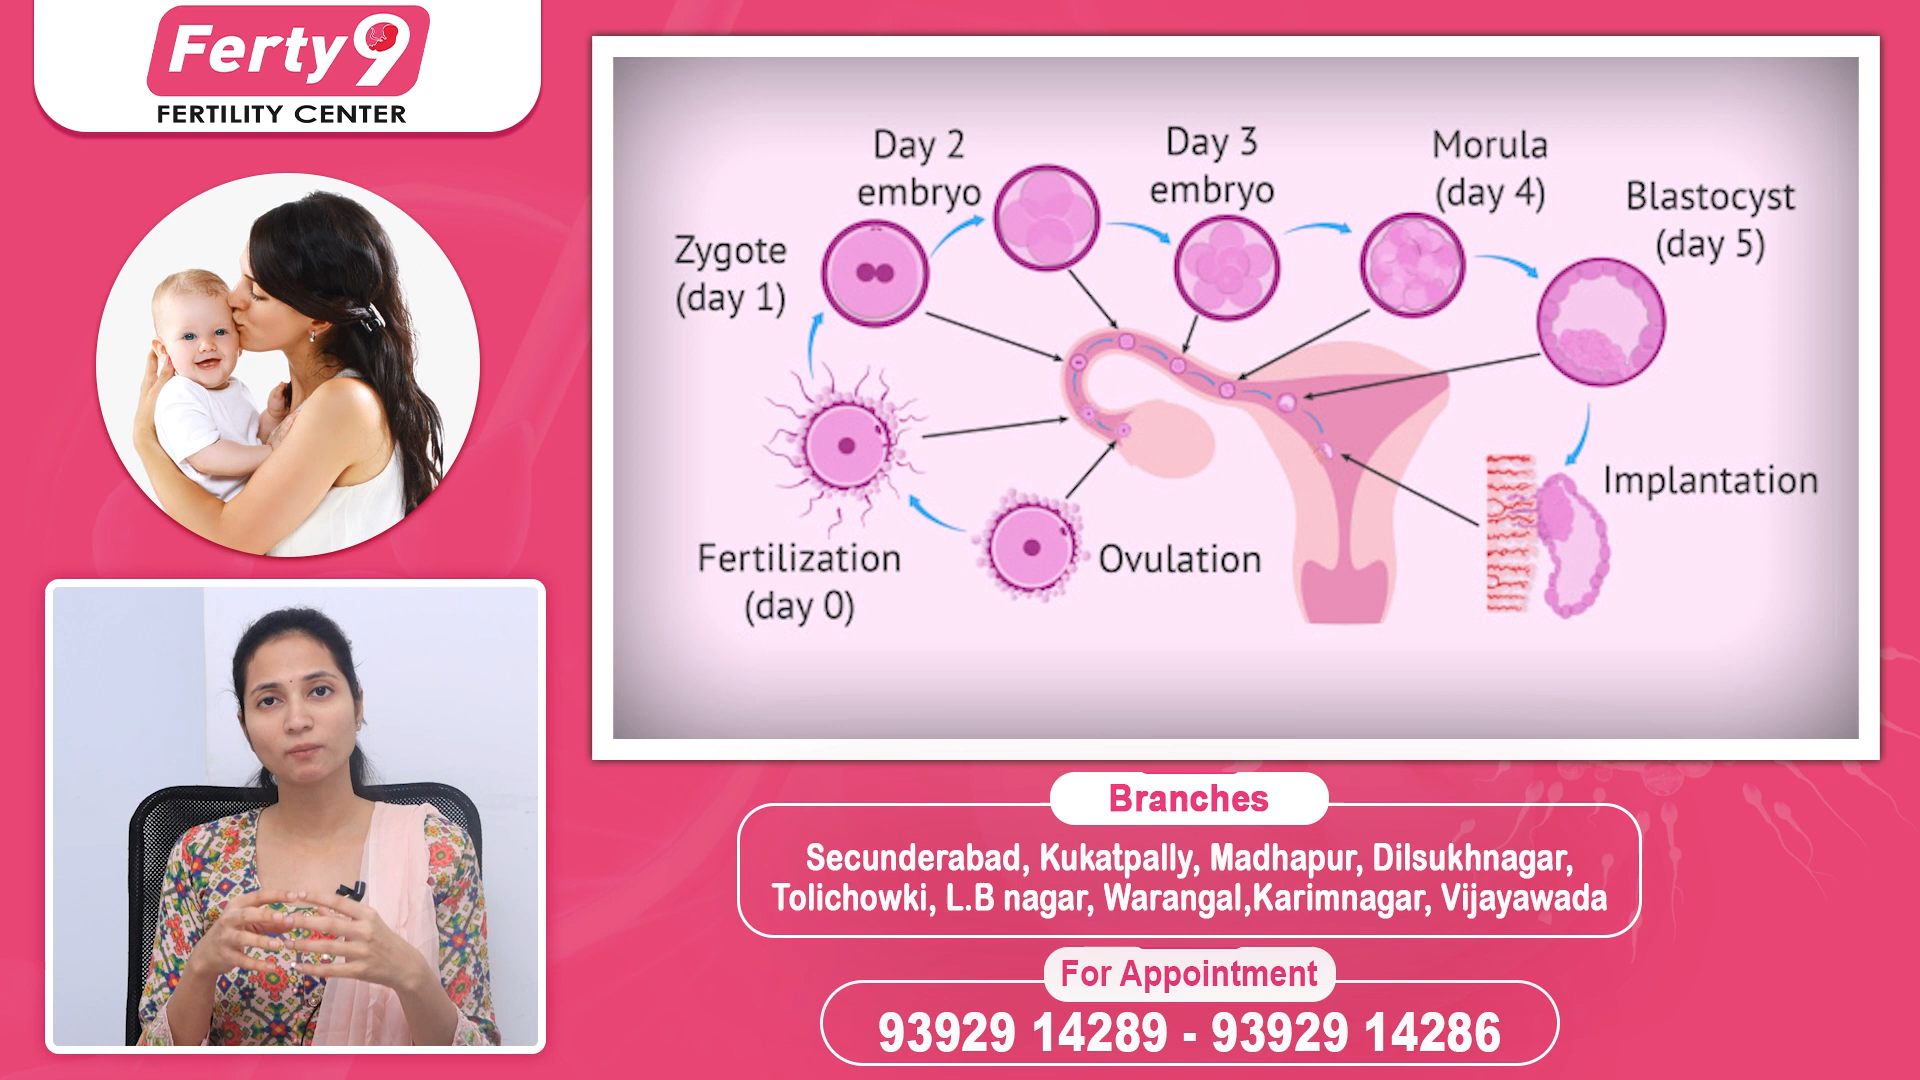 Ferty9
FERTILITY CENTER
Day 2
embryo
Day 3
embryo
Morula
(day 4)
Blastocyst
(day 5)
Zygote
(day 1)
Implantation
Fertilization
(day 0)
Ovulation
Branches
Secunderabad, Kukatpally, Madhapur, Dilsukhnagar,
Tolichowki, L.B nagar, Warangal,Karimnagar, Vijayawada
For Appointment
93929 14289 - 93929 14286